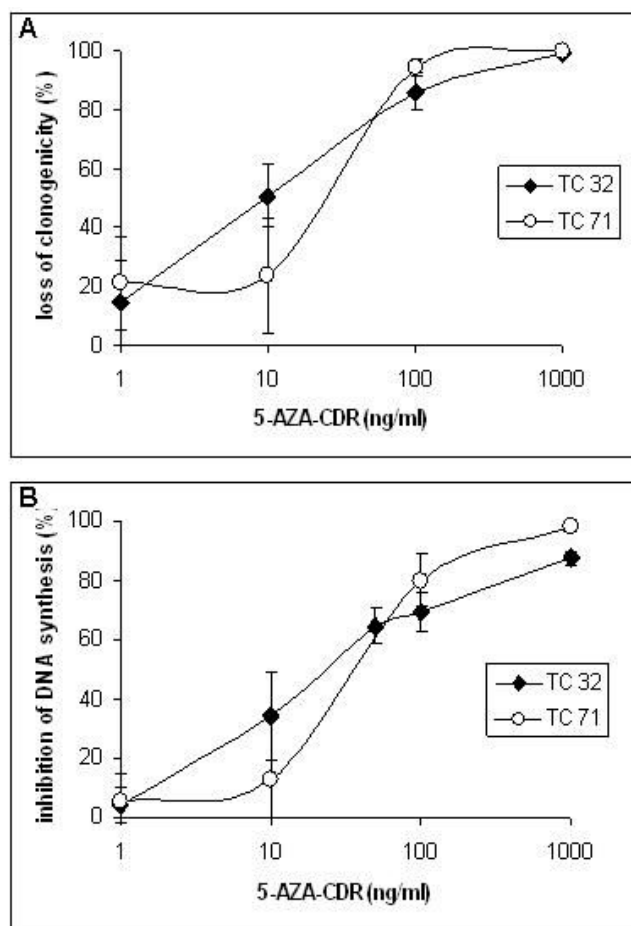 A
loss of clonogenicity (%)
100
80
60
40
20
0
TC 32
TC 71
1 10 100 1000
5-AZA-CDR (ng/ml)
B
inhibition of DNA synthesis (%)
100
80
60
40
20
0
TC 32
TC 71
1 10 100 1000
5-AZA-CDR (ng/ml)